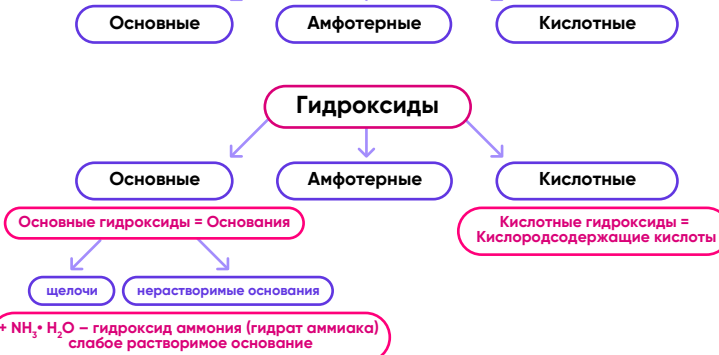 Основные
Амфотерные
Кислотные
Гидроксиды
Основные
Амфотерные
Кислотные
Основные гидроксиды = Основания
Кислотные гидроксиды =
Кислородсодержащие кислоты
щелочи
нерастворимые основания
+ NH₃• H₂O – гидроксид аммония (гидрат аммиака)
слабое растворимое основание